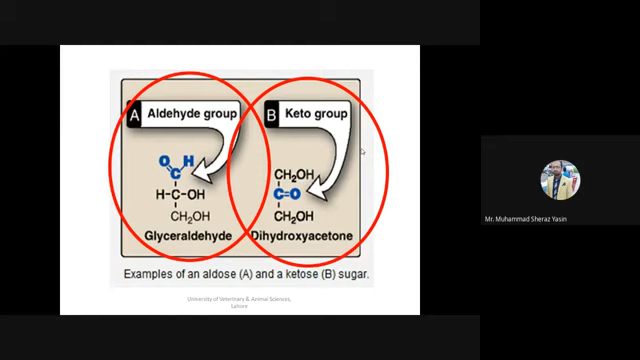 A Aldehyde group
B Keto group
O H
C
H-C-OH
CH2OH
Glyceraldehyde
CH2OH
C=O
CH2OH
Dihydroxyacetone
Examples of an aldose (A) and a ketose (B) sugar.
University of Veterinary & Animal Sciences,
Lahore
Mr. Muhammad Sheraz Yasin